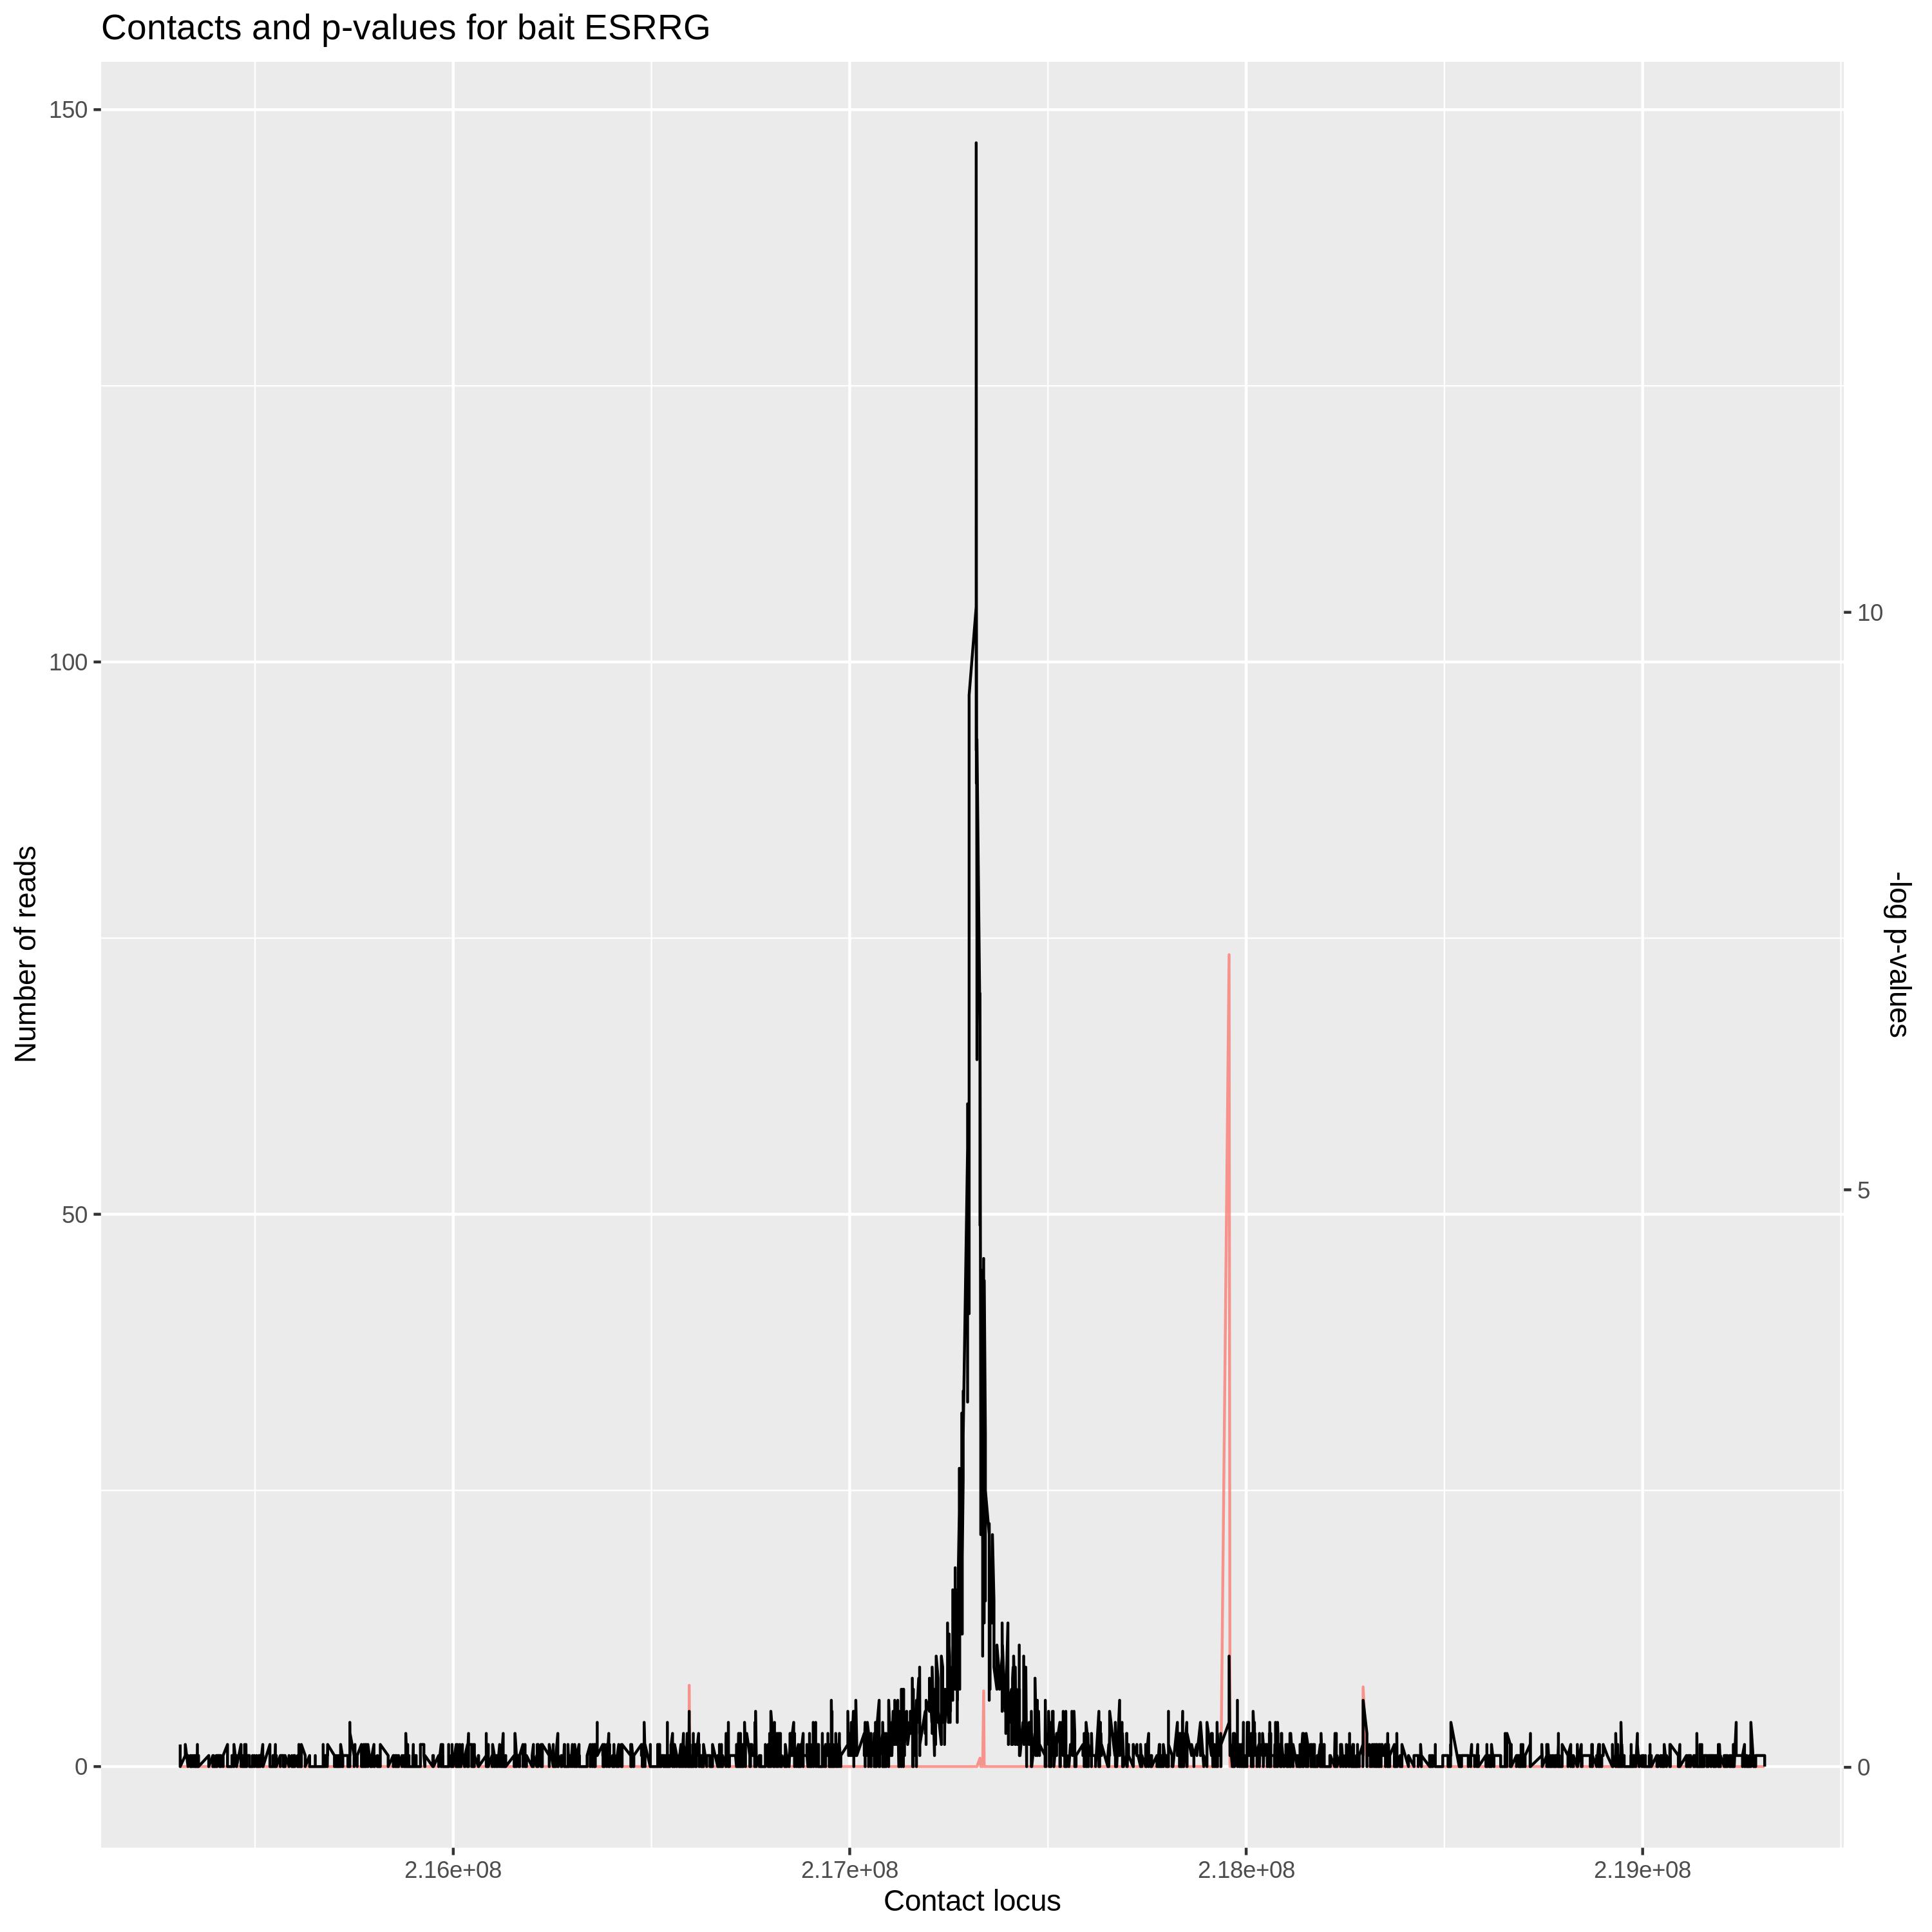 Contacts and p-values for bait ESRRG
150
100
50
0
Number of reads
10
5
0
-log p-values
2.16e+08
2.17e+08
2.18e+08
2.19e+08
Contact locus